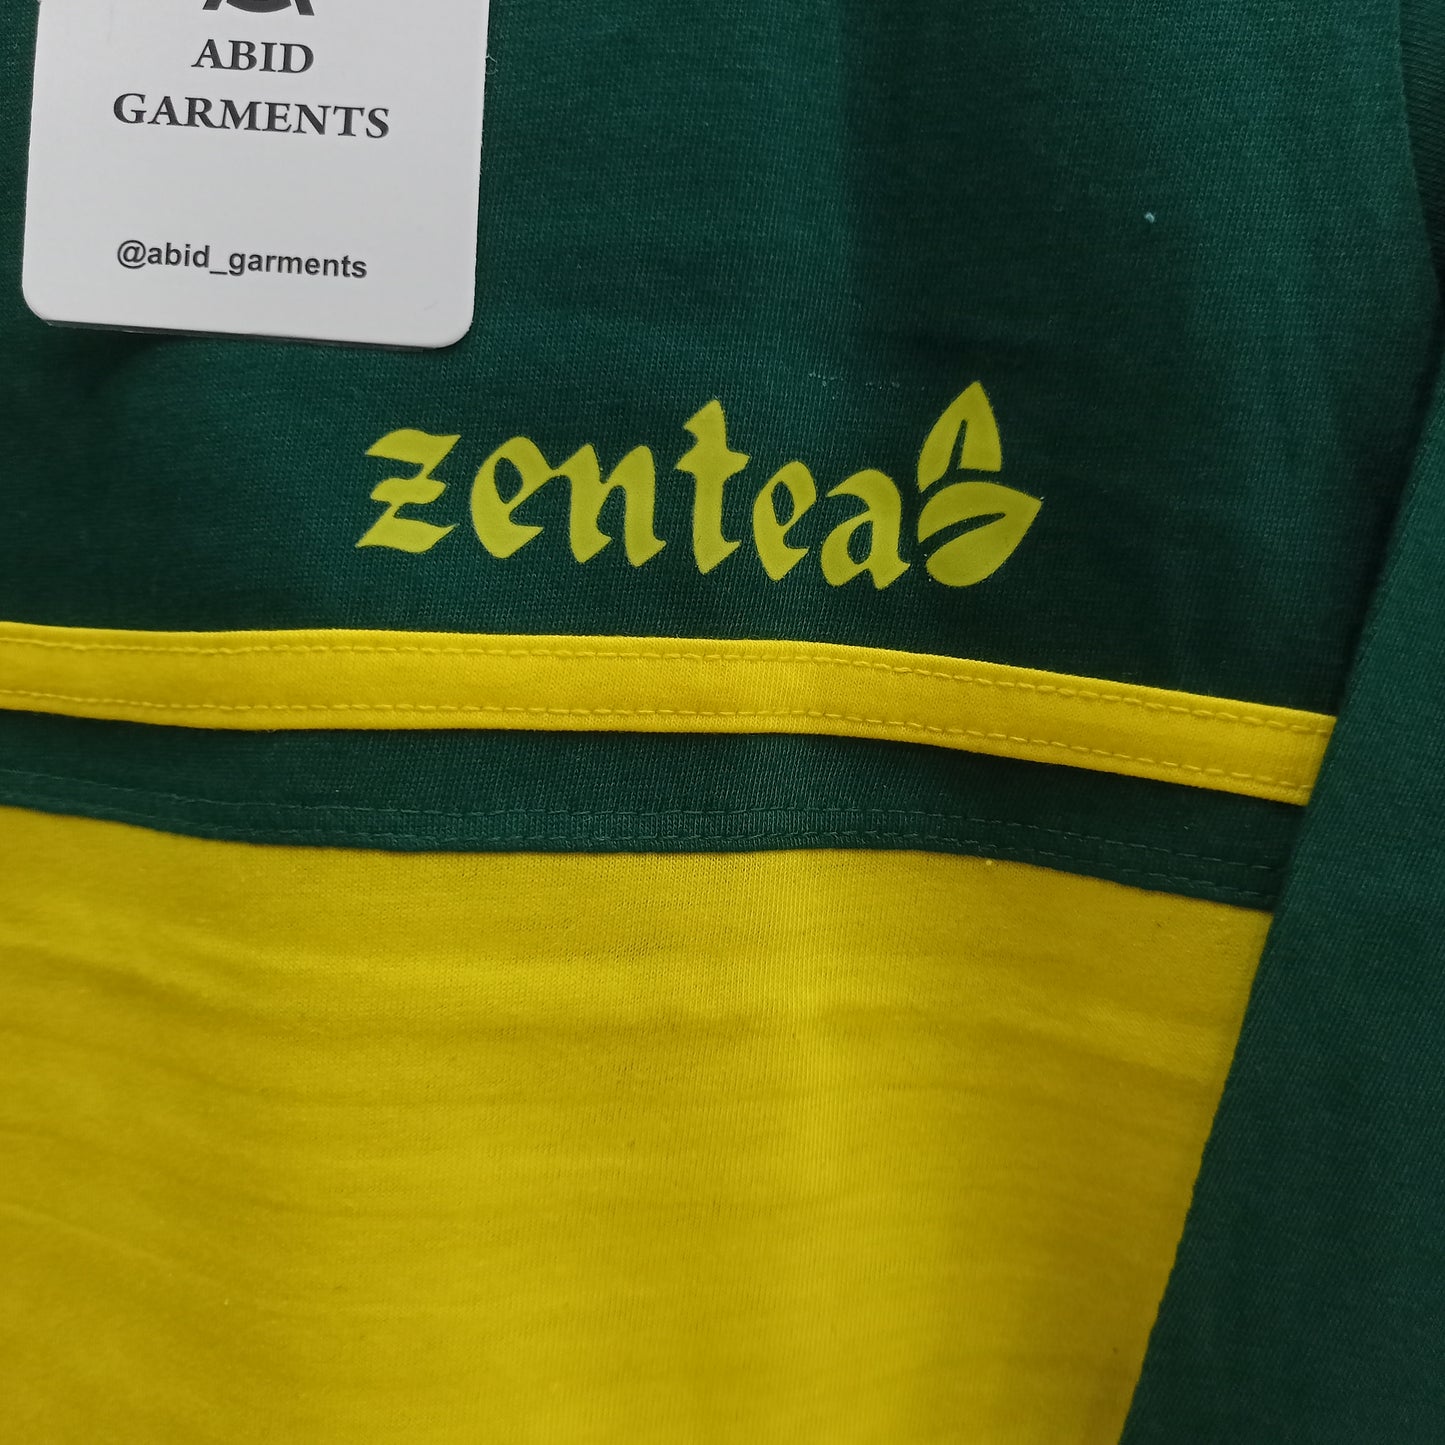 ABID
GARMENTS
@abid_garments
zentea